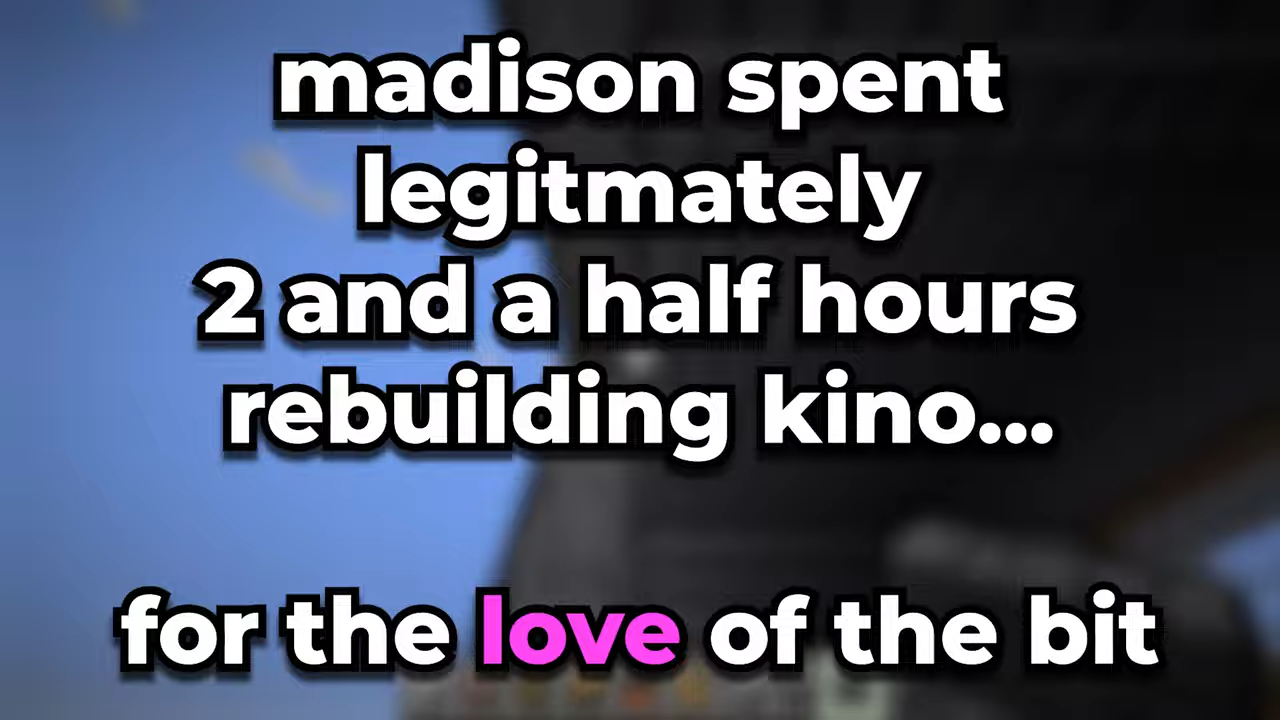 madison spent
legitmately
2 and a half hours
rebuilding kino...
for the love of the bit